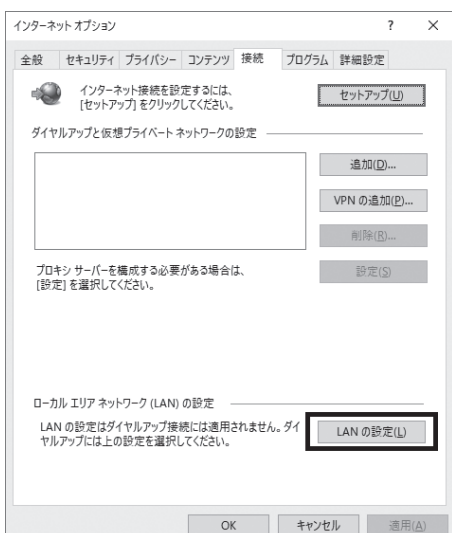 インターネット オプション ? ×
全般 セキュリティ プライバシー コンテンツ 接続 プログラム 詳細設定
インターネット接続を設定するには、
[セットアップ] をクリックしてください。
セットアップ(U)
ダイヤルアップと仮想プライベート ネットワークの設定
追加(D)...
VPN の追加(P)...
削除(R)...
プロキシ サーバーを構成する必要がある場合は、
[設定] を選択してください。
設定(S)
ローカル エリア ネットワーク (LAN) の設定
LAN の設定はダイヤルアップ接続には適用されません。ダイ
ヤルアップには上の設定を選択してください。
LAN の設定(L)
OK キャンセル 適用(A)